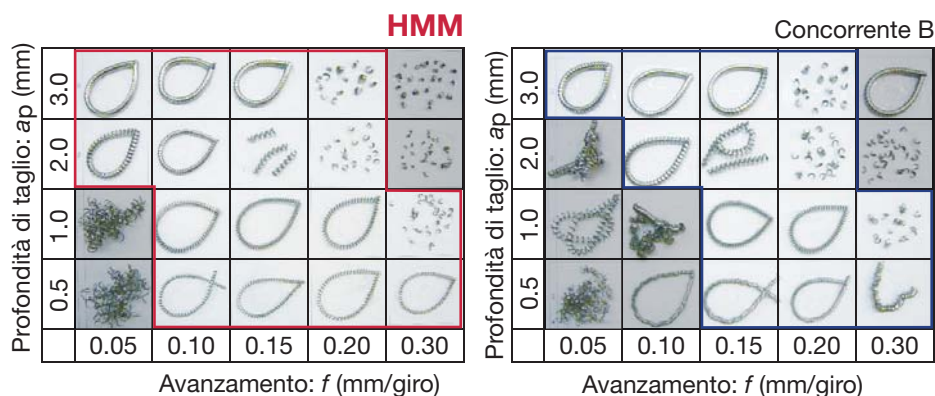 HMM
Profondità di taglio: ap (mm)
3.0
2.0
1.0
0.5
0.05 0.10 0.15 0.20 0.30
Avanzamento: f (mm/giro)
Concorrente B
Profondità di taglio: ap (mm)
3.0
2.0
1.0
0.5
0.05 0.10 0.15 0.20 0.30
Avanzamento: f (mm/giro)